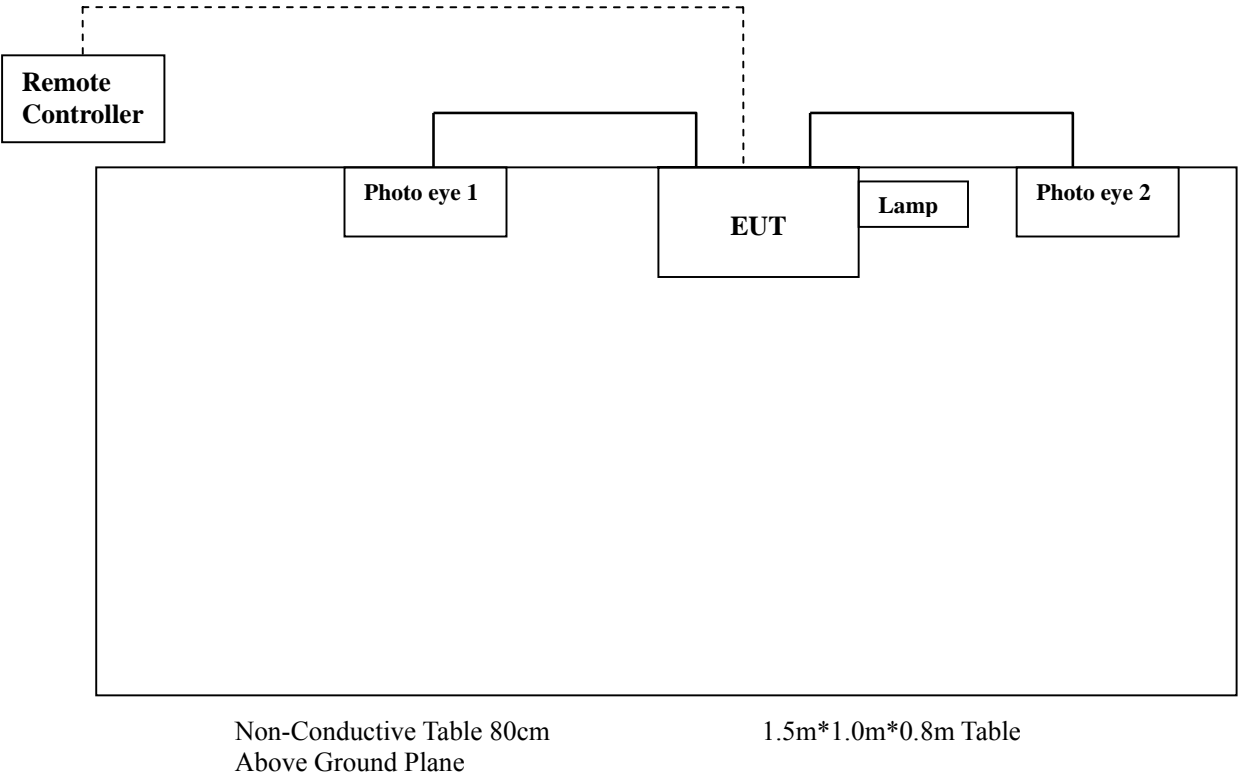 Remote
Controller
Photo eye 1
EUT
Lamp
Photo eye 2
Non-Conductive Table 80cm
Above Ground Plane
1.5m*1.0m*0.8m Table